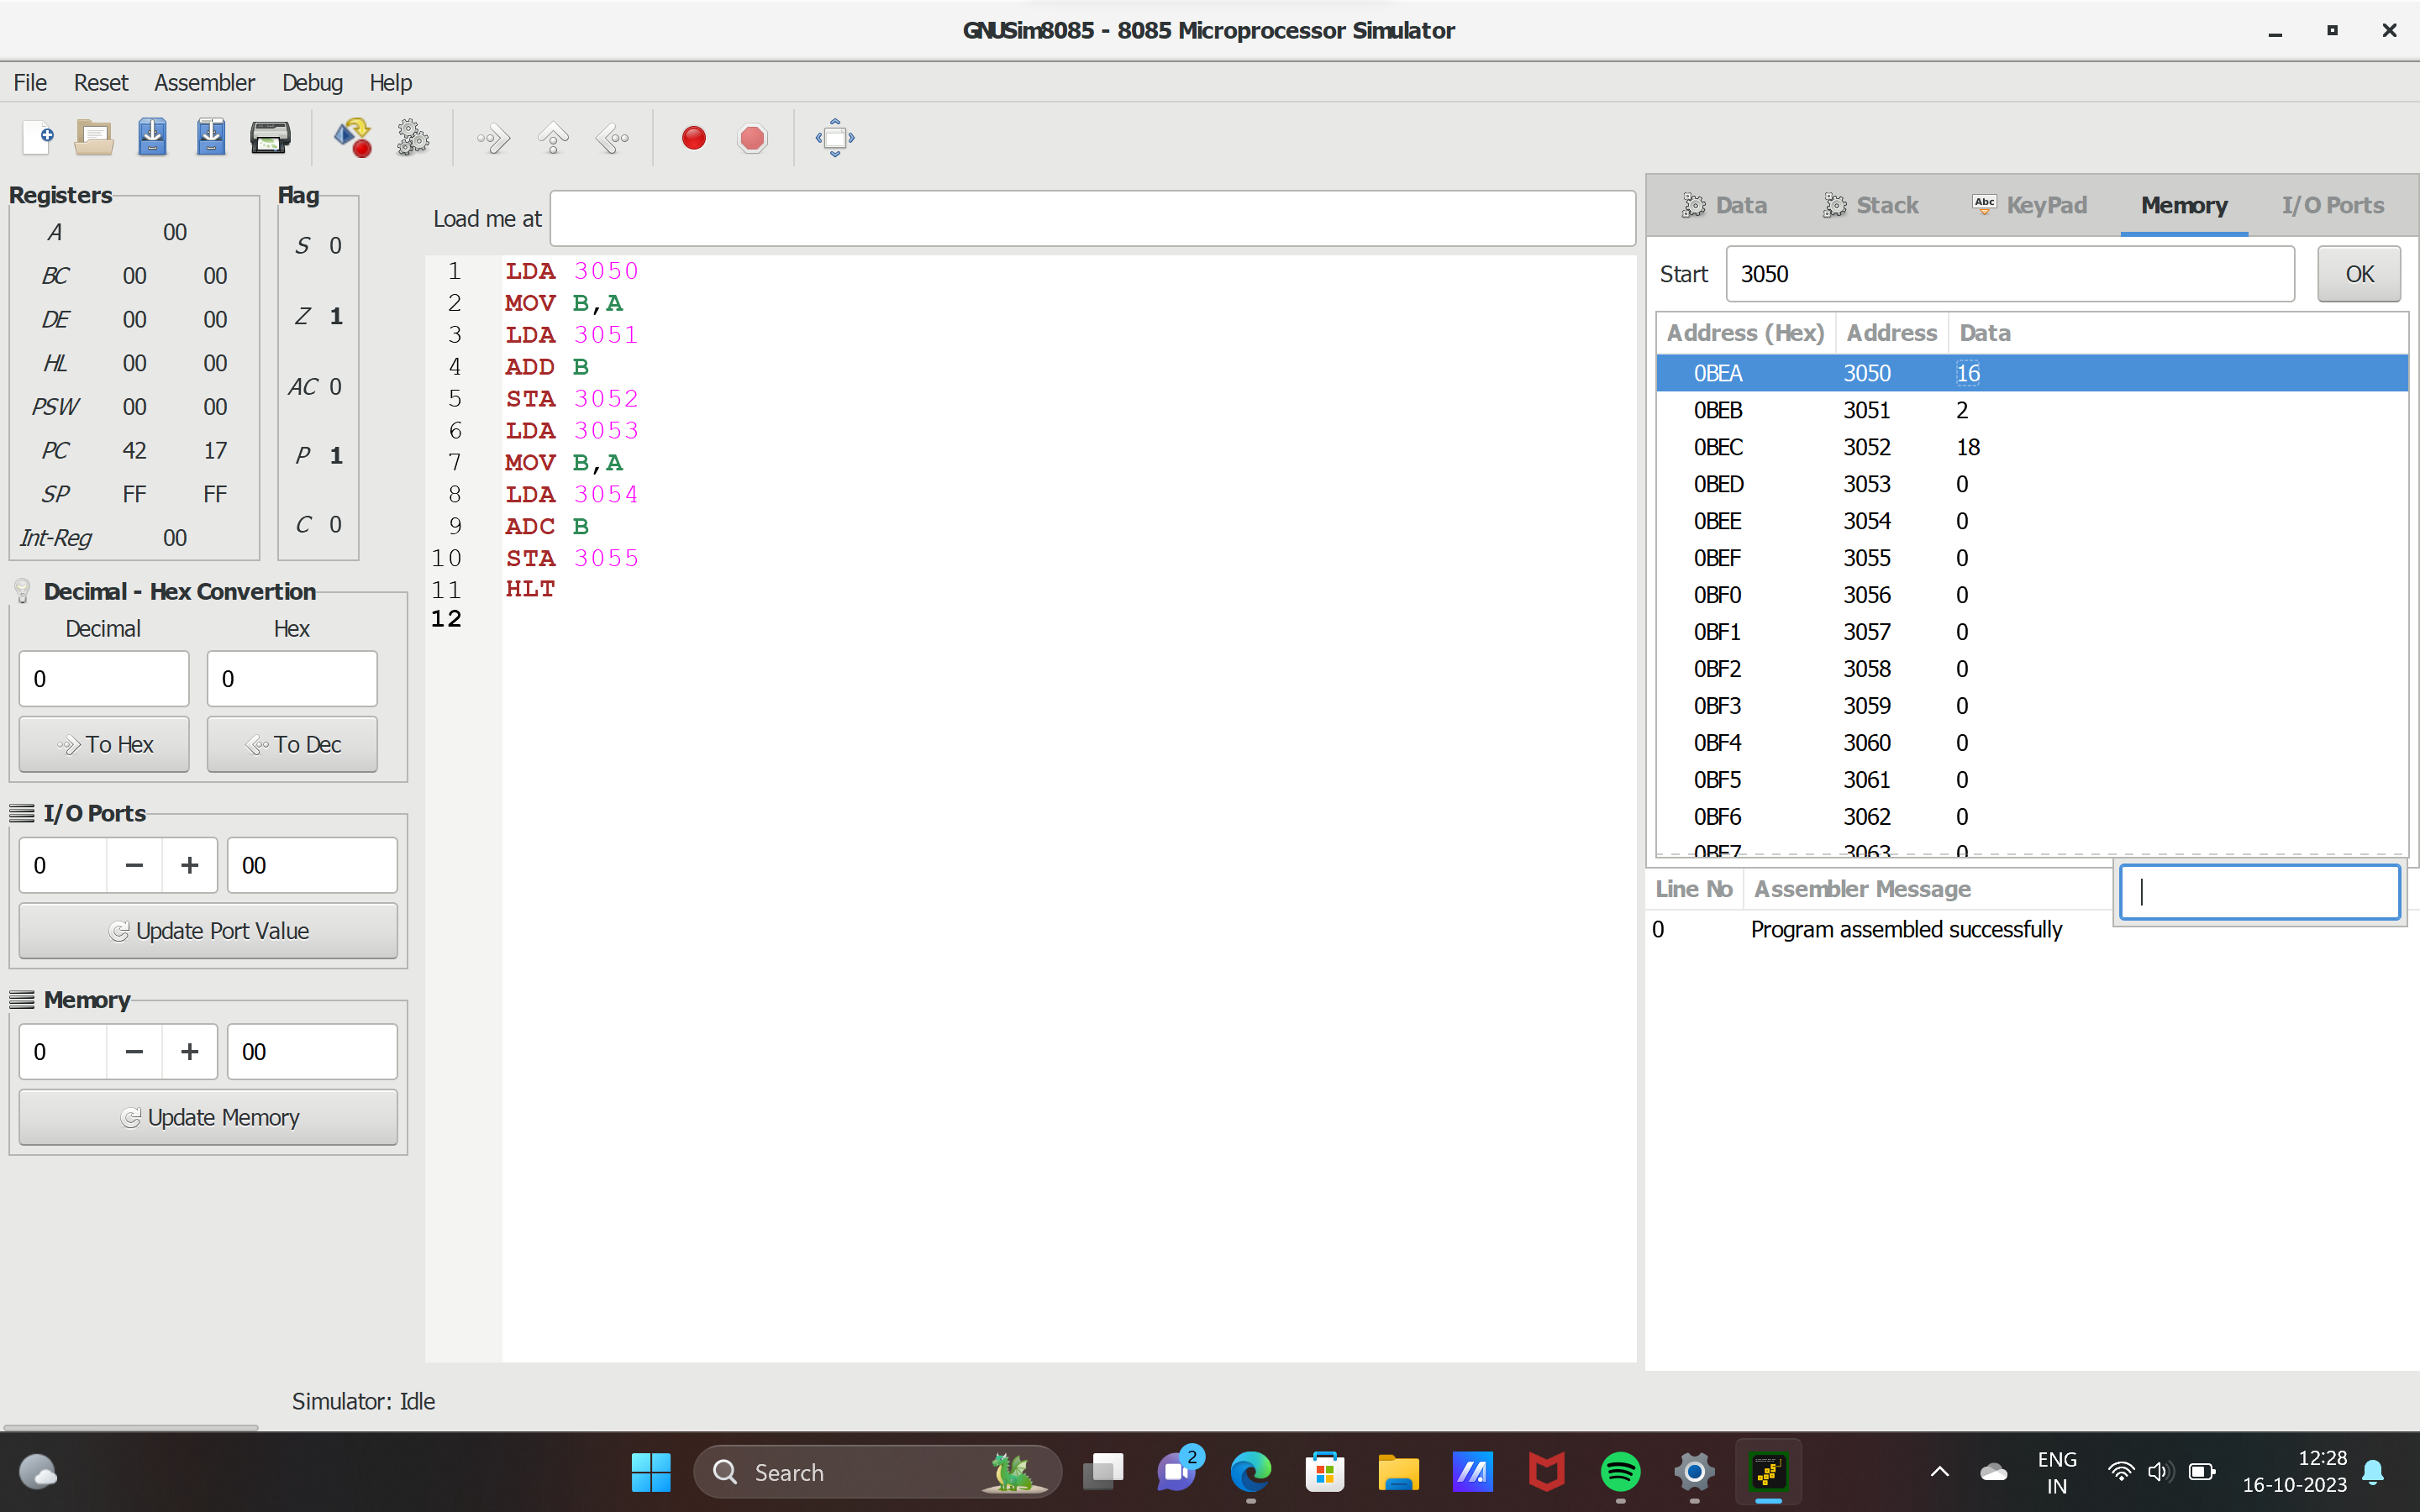 GNUSim8085 - 8085 Microprocessor Simulator
File Reset Assembler Debug Help
Registers
A 00
BC 00 00
DE 00 00
HL 00 00
PSW 00 00
PC 42 17
SP FF FF
Int-Reg 00
Flag
S 0
Z 1
AC 0
P 1
C 0
Decimal - Hex Convertion
Decimal Hex
0 0
To Hex To Dec
I/O Ports
0 − + 00
Update Port Value
Memory
0 − + 00
Update Memory
Load me at
1 LDA 3050
2 MOV B,A
3 LDA 3051
4 ADD B
5 STA 3052
6 LDA 3053
7 MOV B,A
8 LDA 3054
9 ADC B
10 STA 3055
11 HLT
12
Data Stack Abc KeyPad Memory I/O Ports
Start 3050 OK
Address (Hex) Address Data
0BEA 3050 16
0BEB 3051 2
0BEC 3052 18
0BED 3053 0
0BEE 3054 0
0BEF 3055 0
0BF0 3056 0
0BF1 3057 0
0BF2 3058 0
0BF3 3059 0
0BF4 3060 0
0BF5 3061 0
0BF6 3062 0
0BF7 3063 0
Line No Assembler Message
0 Program assembled successfully
Simulator: Idle
Search
2
ENG
IN
12:28
16-10-2023